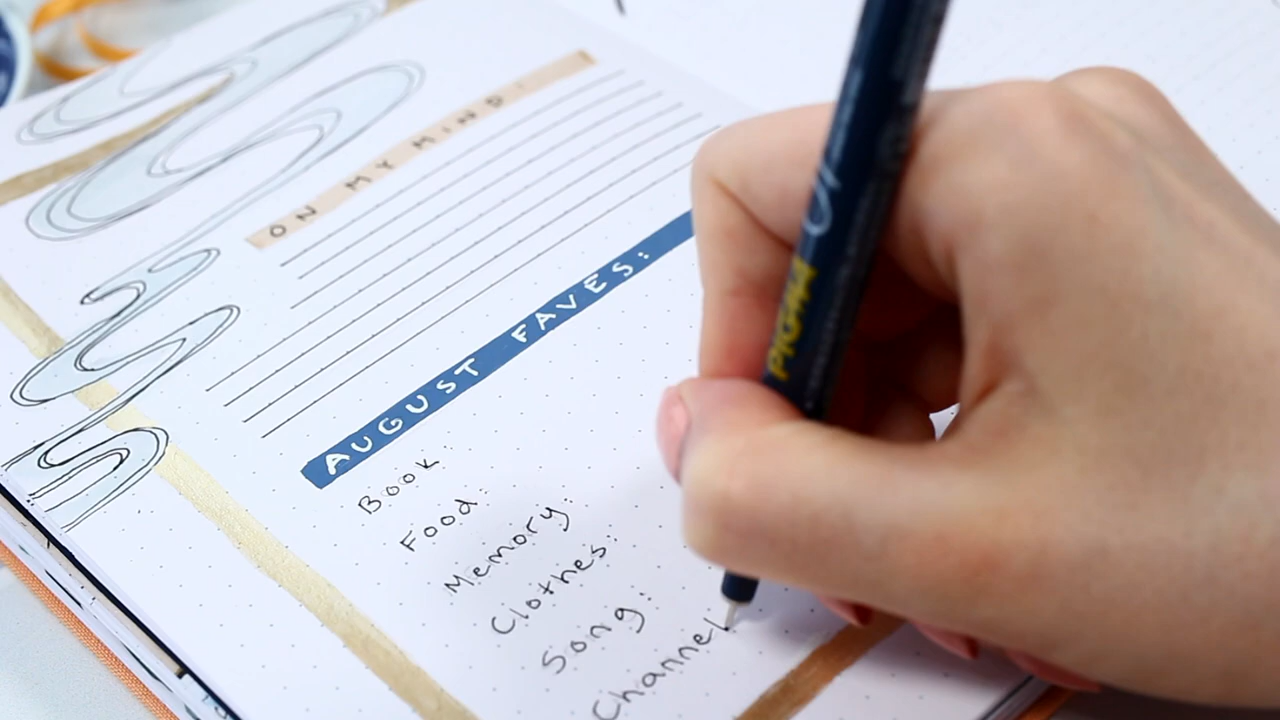 ON MY MIND:
AUGUST FAVES:
Book:
Food:
Memory:
Clothes:
Song:
Channel
PIGMA